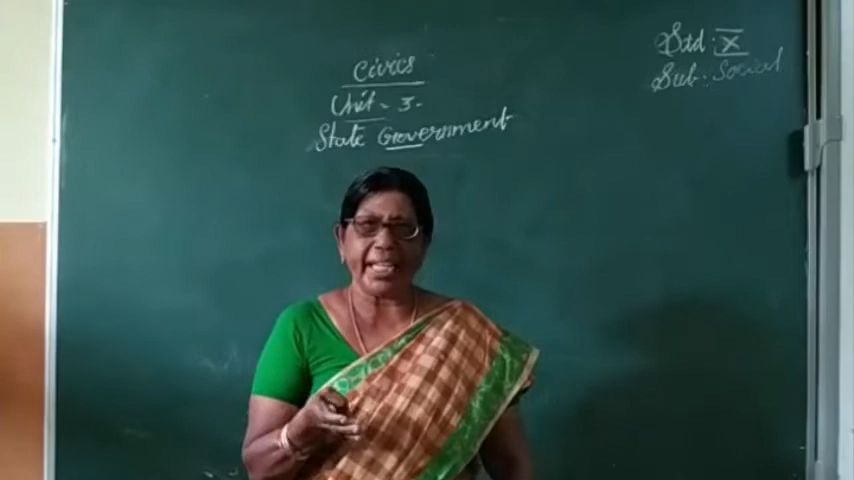 Civics
Unit - 3.
State Government
Std : X
Sub : Social